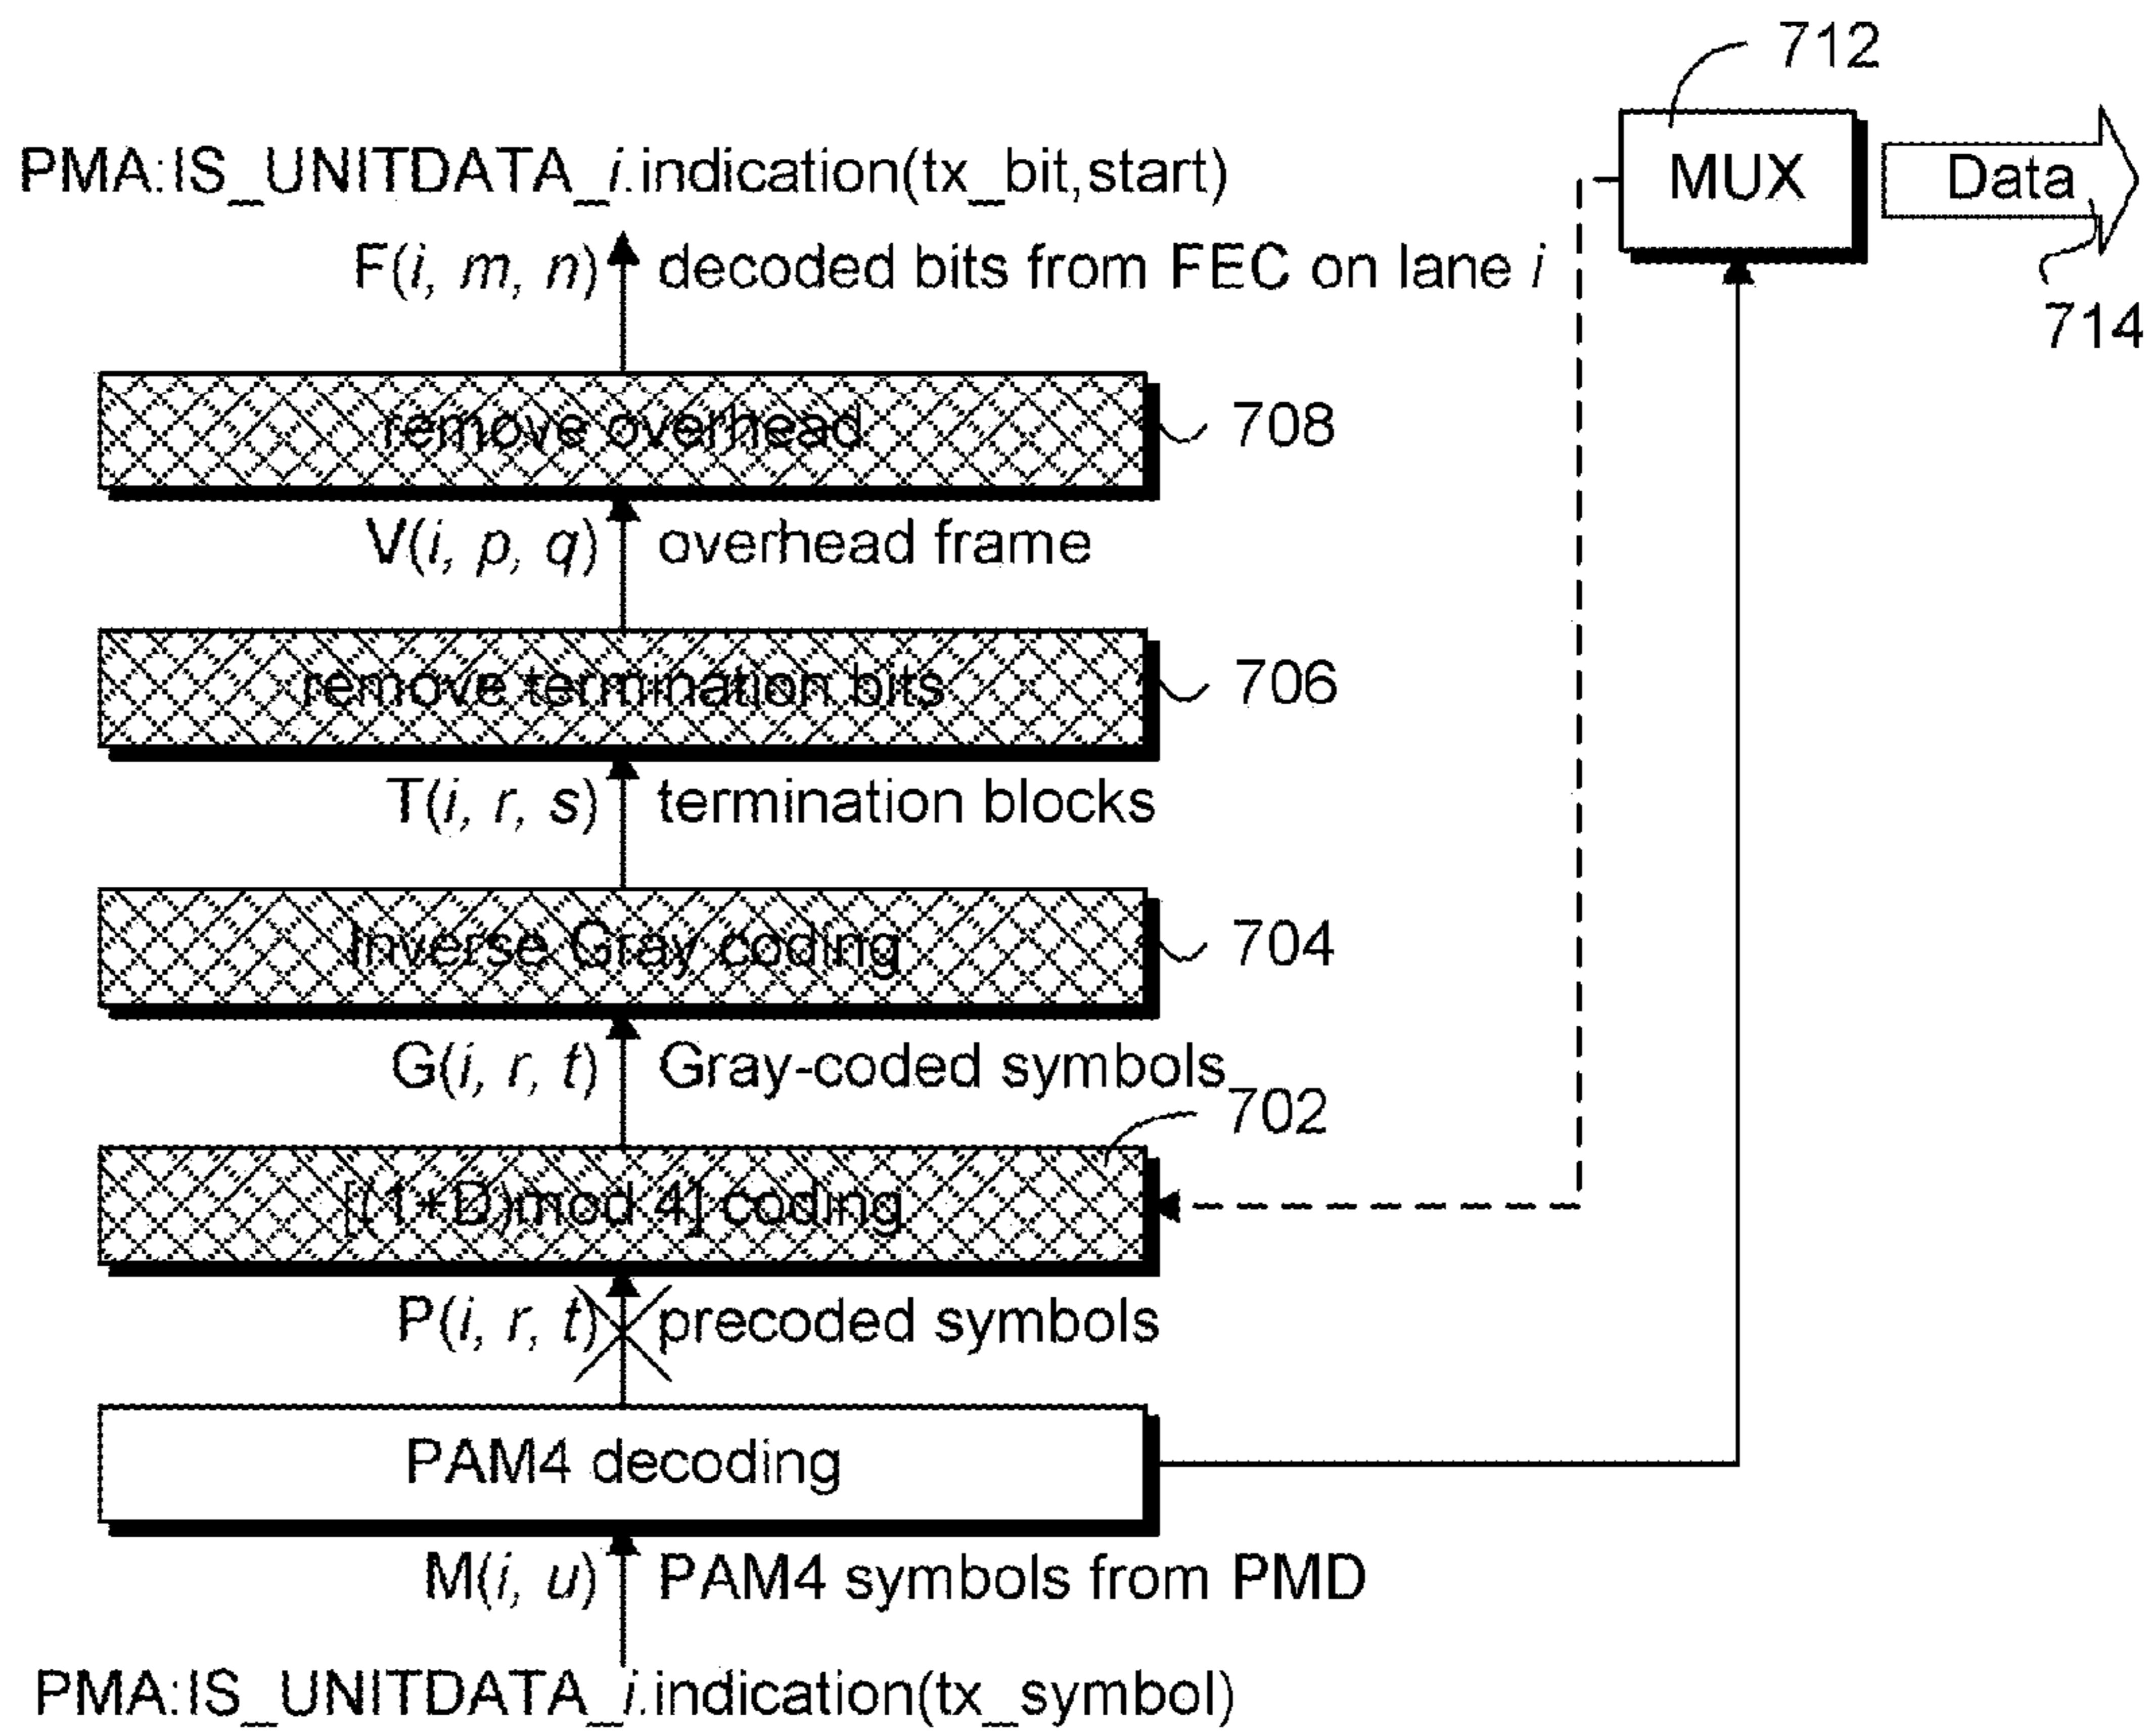 712
PMA:IS_UNITDATA_i.indication(tx_bit,start)
MUX
Data
F(i, m, n) decoded bits from FEC on lane i
714
remove overhead
708
V(i, p, q) overhead frame
remove termination bits
706
T(i, r, s) termination blocks
Inverse Gray coding
704
G(i, r, t) Gray-coded symbols
702
[(1+D)mod 4] coding
P(i, r, t) precoded symbols
PAM4 decoding
M(i, u) PAM4 symbols from PMD
PMA:IS_UNITDATA_i.indication(tx_symbol)